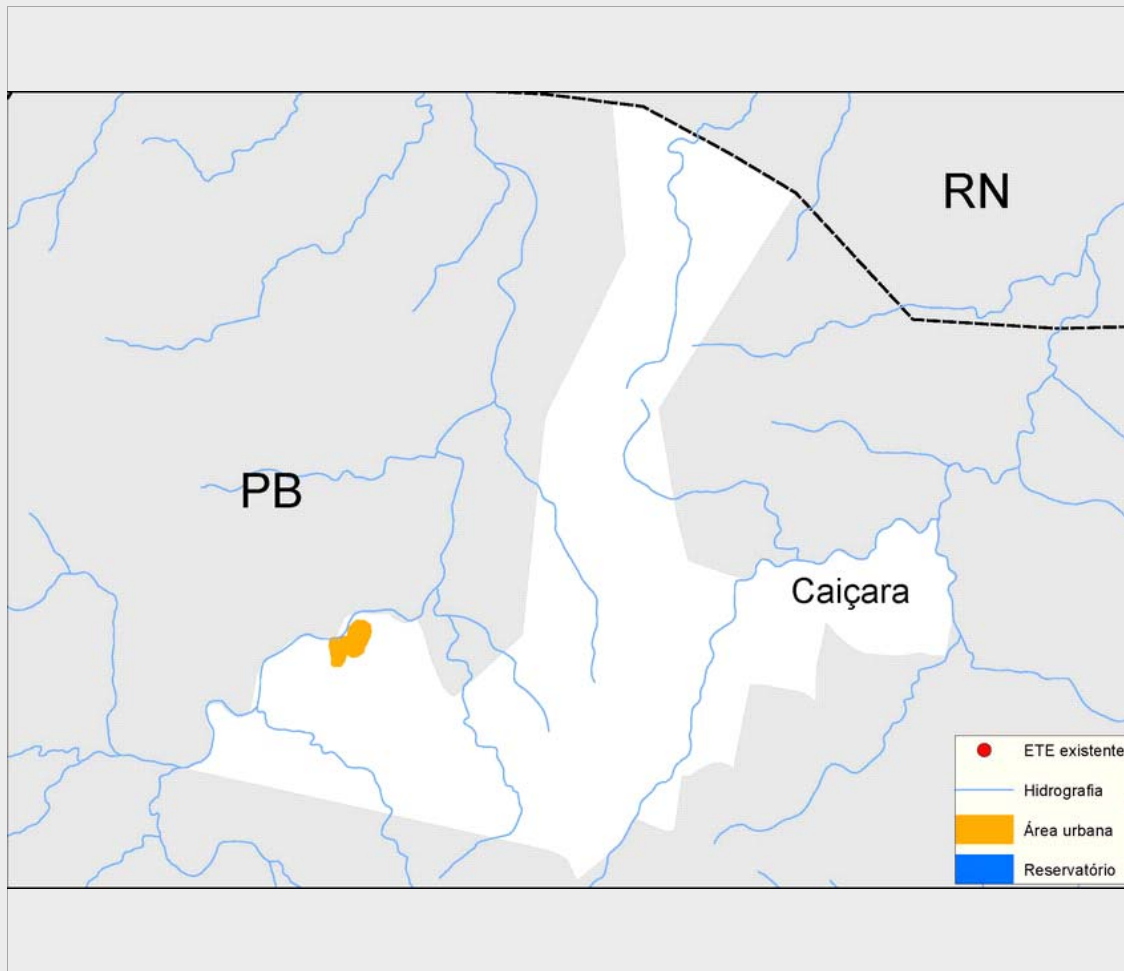 RN
PB
Caiçara
ETE existente
Hidrografia
Área urbana
Reservatório